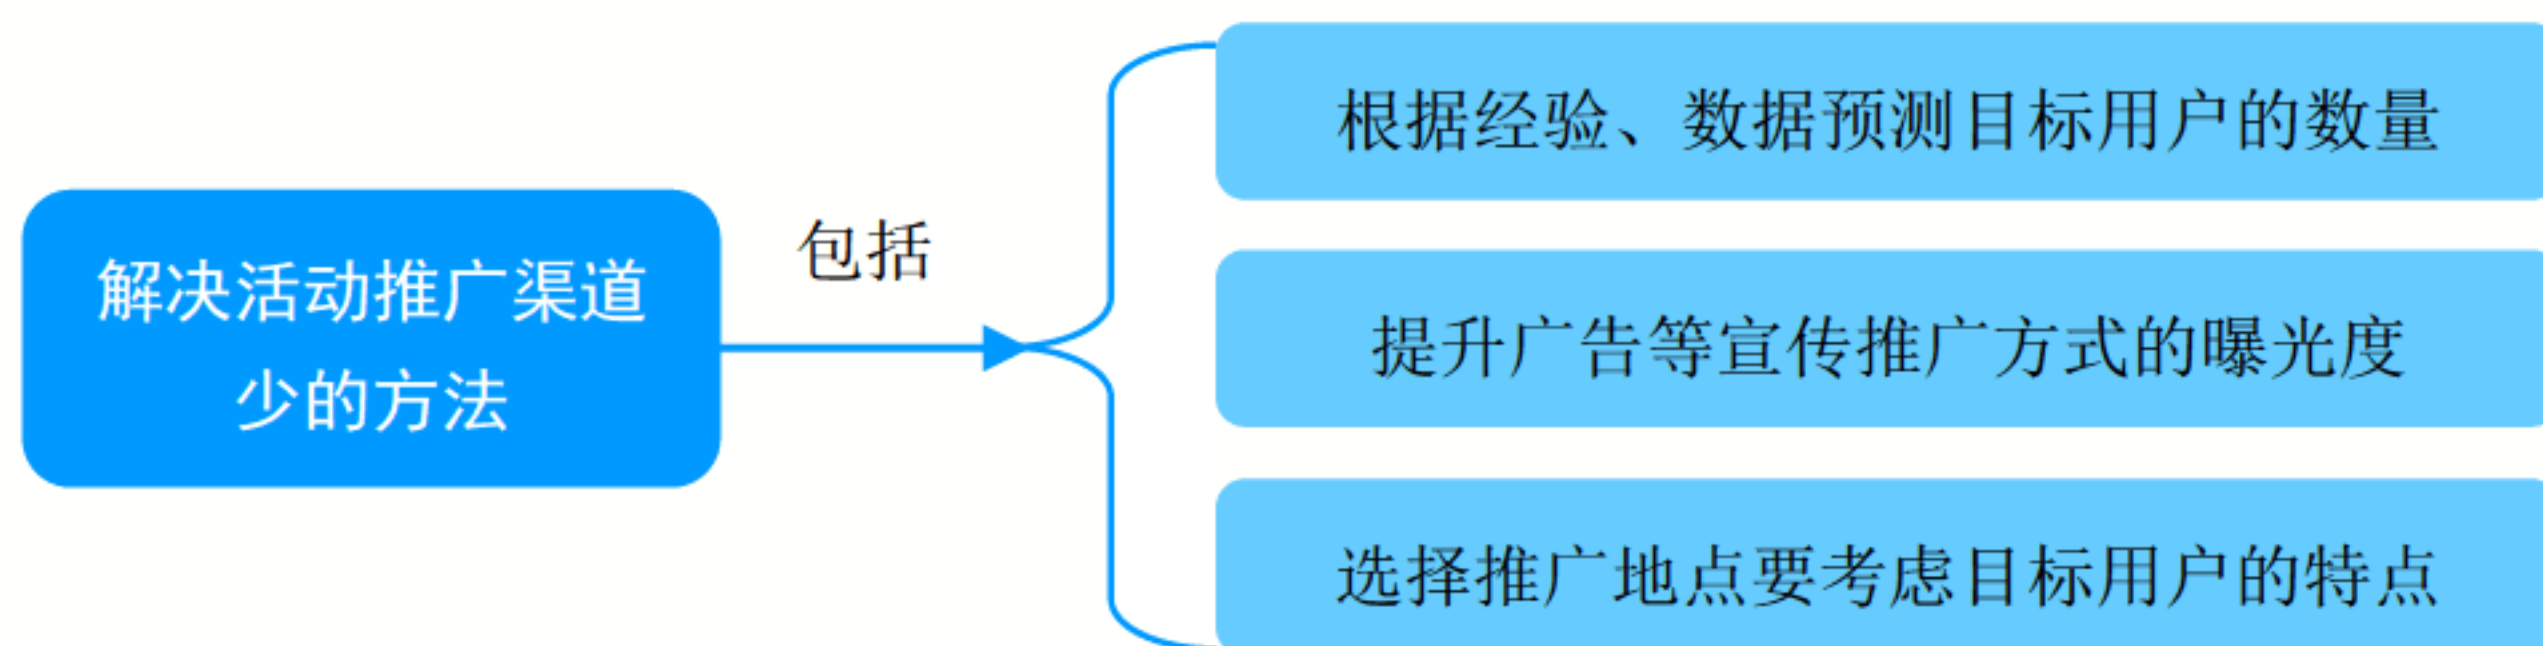 解决活动推广渠道
少的方法
包括
根据经验、数据预测目标用户的数量
提升广告等宣传推广方式的曝光度
选择推广地点要考虑目标用户的特点